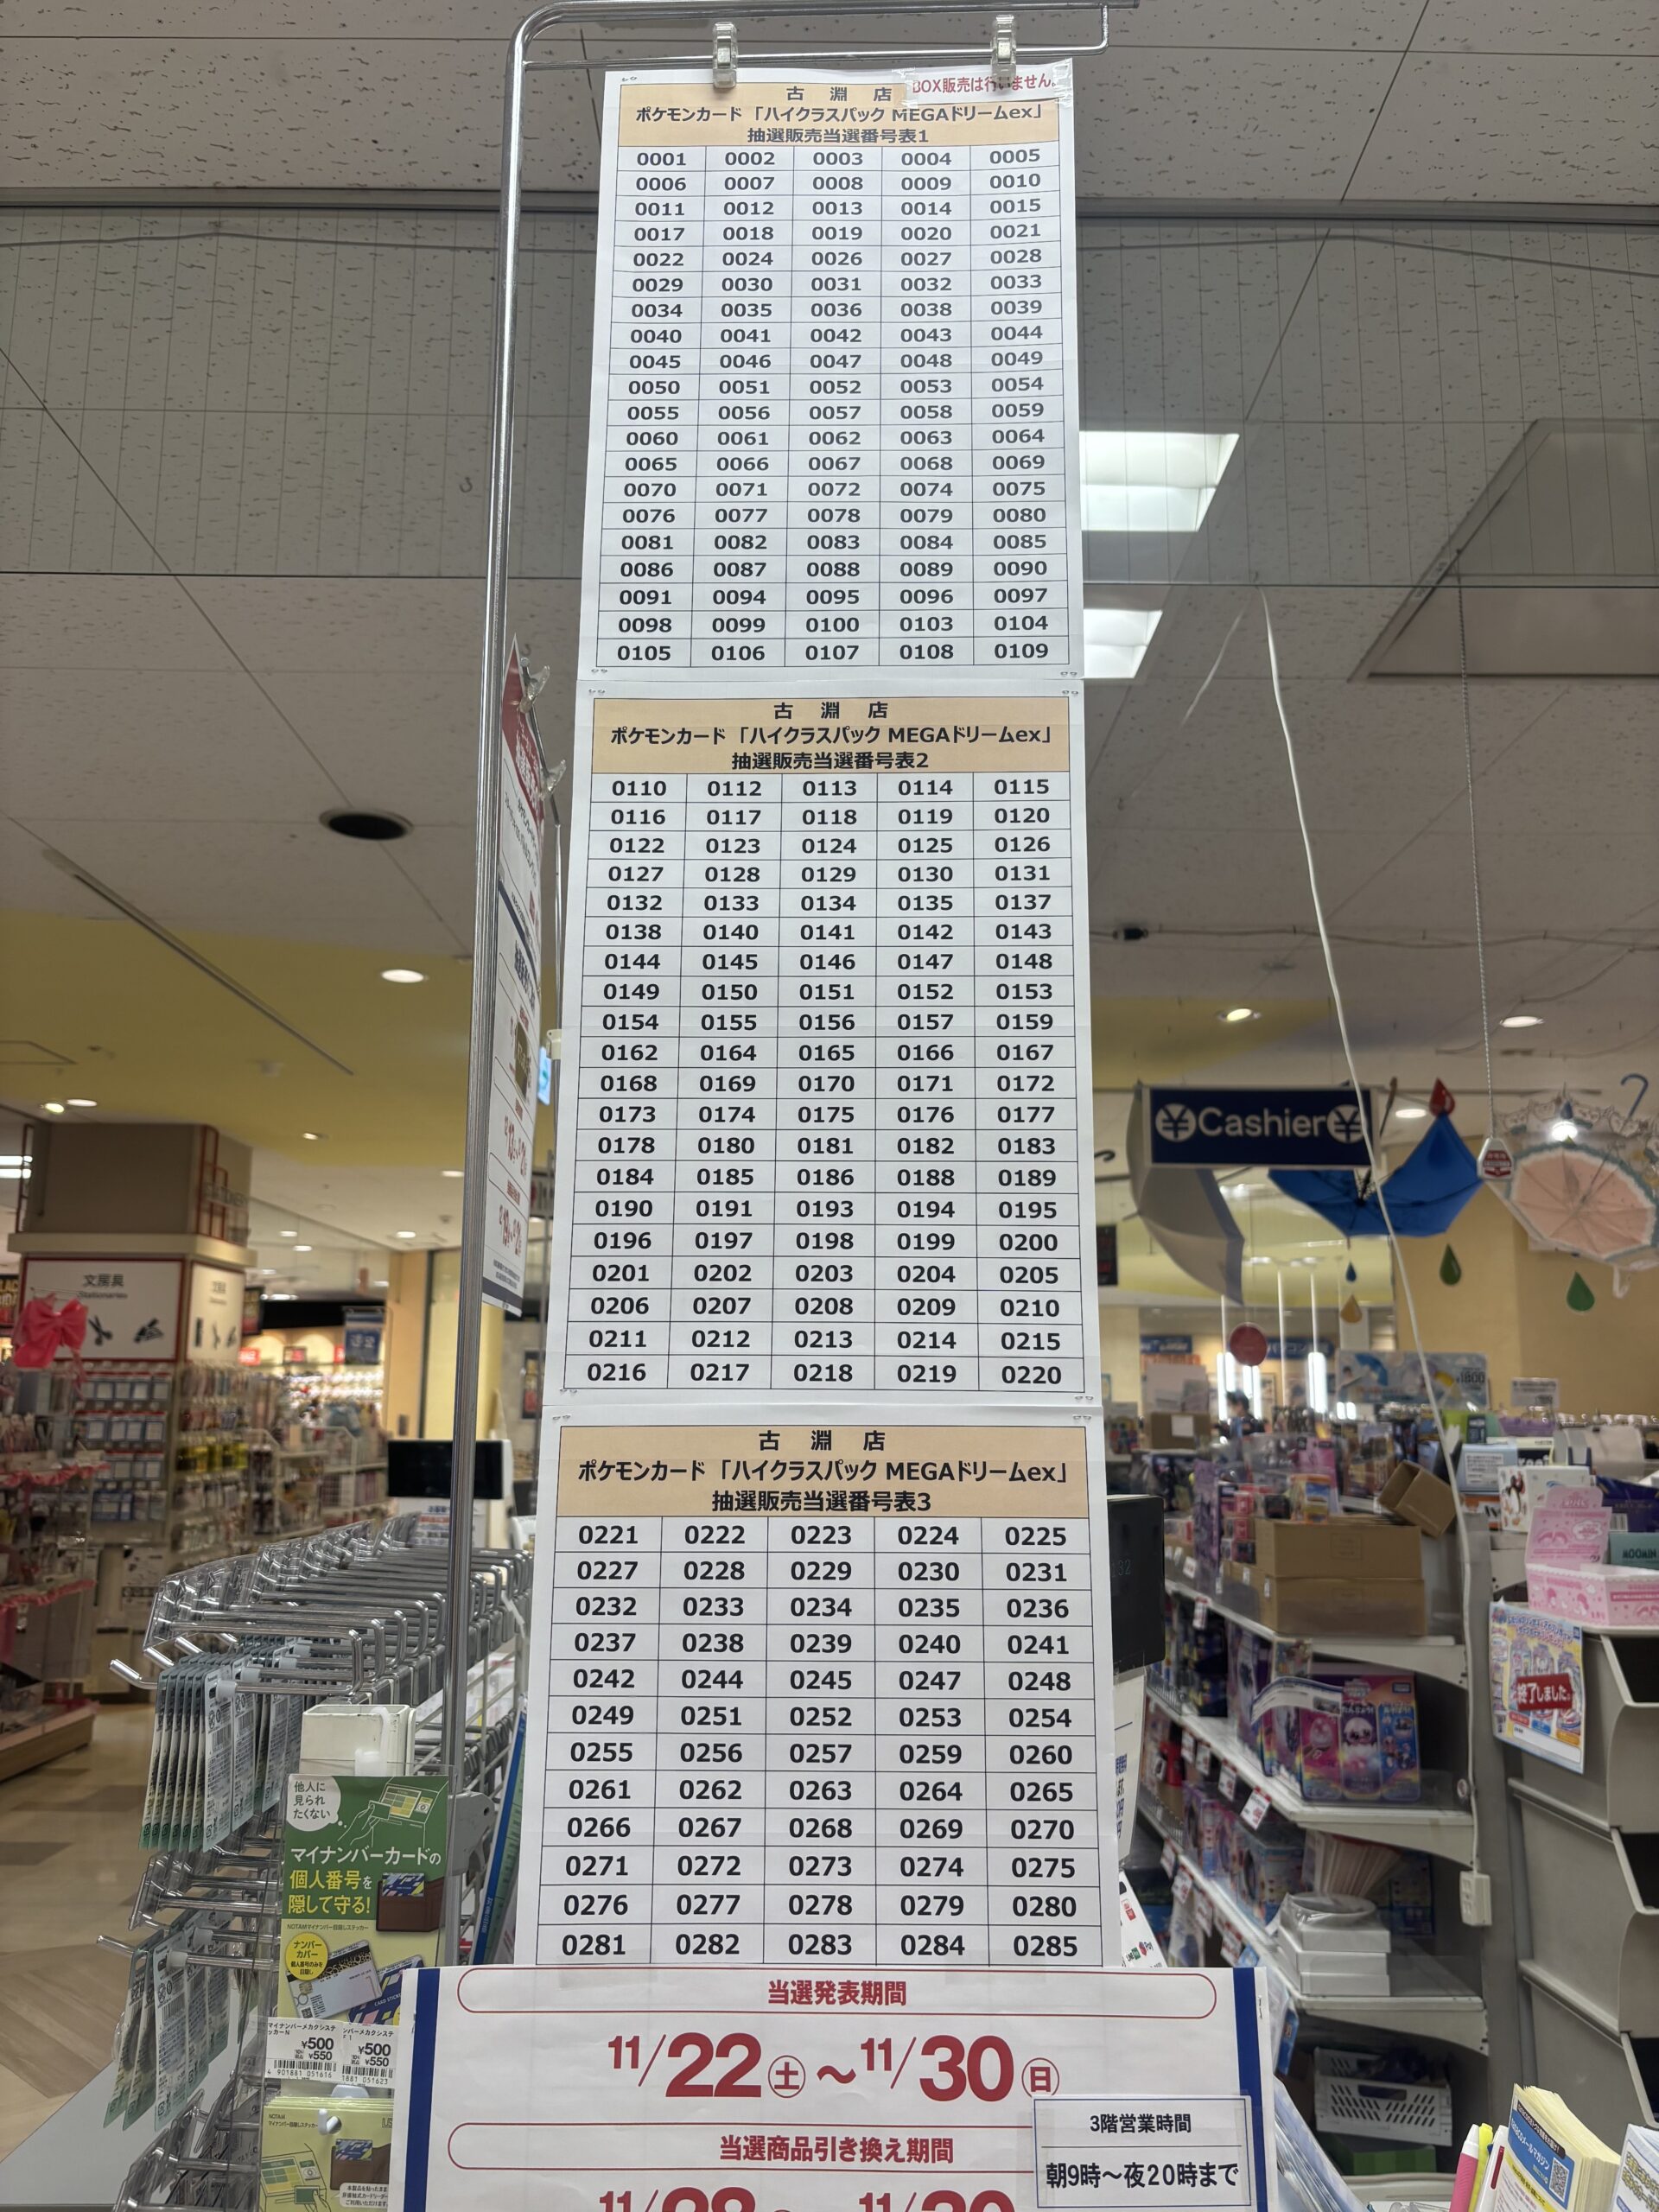 BOX販売は行いません。
古 淵 店
ポケモンカード「ハイクラスパック MEGAドリームex」
抽選販売当選番号表1
0001 0002 0003 0004 0005
0006 0007 0008 0009 0010
0011 0012 0013 0014 0015
0017 0018 0019 0020 0021
0022 0024 0026 0027 0028
0029 0030 0031 0032 0033
0034 0035 0036 0038 0039
0040 0041 0042 0043 0044
0045 0046 0047 0048 0049
0050 0051 0052 0053 0054
0055 0056 0057 0058 0059
0060 0061 0062 0063 0064
0065 0066 0067 0068 0069
0070 0071 0072 0074 0075
0076 0077 0078 0079 0080
0081 0082 0083 0084 0085
0086 0087 0088 0089 0090
0091 0094 0095 0096 0097
0098 0099 0100 0103 0104
0105 0106 0107 0108 0109
古 淵 店
ポケモンカード「ハイクラスパック MEGAドリームex」
抽選販売当選番号表2
0110 0112 0113 0114 0115
0116 0117 0118 0119 0120
0122 0123 0124 0125 0126
0127 0128 0129 0130 0131
0132 0133 0134 0135 0137
0138 0140 0141 0142 0143
0144 0145 0146 0147 0148
0149 0150 0151 0152 0153
0154 0155 0156 0157 0159
0162 0164 0165 0166 0167
0168 0169 0170 0171 0172
0173 0174 0175 0176 0177
0178 0180 0181 0182 0183
0184 0185 0186 0188 0189
0190 0191 0193 0194 0195
0196 0197 0198 0199 0200
0201 0202 0203 0204 0205
0206 0207 0208 0209 0210
0211 0212 0213 0214 0215
0216 0217 0218 0219 0220
古 淵 店
ポケモンカード「ハイクラスパック MEGAドリームex」
抽選販売当選番号表3
0221 0222 0223 0224 0225
0227 0228 0229 0230 0231
0232 0233 0234 0235 0236
0237 0238 0239 0240 0241
0242 0244 0245 0247 0248
0249 0251 0252 0253 0254
0255 0256 0257 0259 0260
0261 0262 0263 0264 0265
0266 0267 0268 0269 0270
0271 0272 0273 0274 0275
0276 0277 0278 0279 0280
0281 0282 0283 0284 0285
当選発表期間
11/22(土)～11/30(日)
当選商品引き換え期間
3階営業時間
朝9時～夜20時まで
¥Cashier¥
文房具
Stationaries
終了しました。
他人に
見られ
たくない
マイナンバーカードの
個人番号を
隠して守る!
ナンバー
カバー
¥500
¥550
¥500
¥550